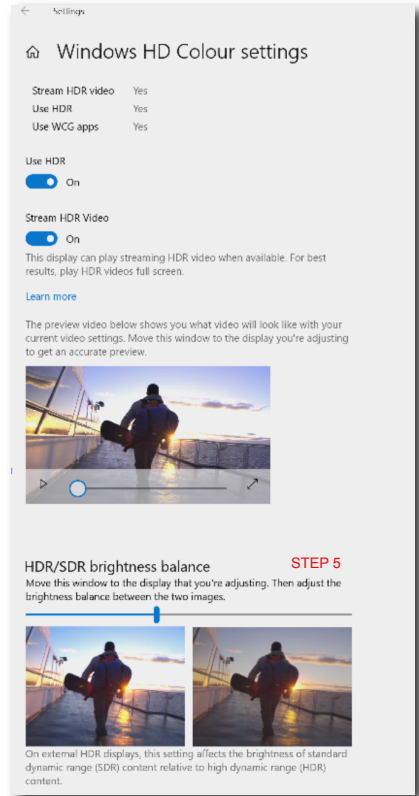 Settings
Windows HD Colour settings
Stream HDR video Yes
Use HDR Yes
Use WCG apps Yes
Use HDR
On
Stream HDR Video
On
This display can play streaming HDR video when available. For best
results, play HDR videos full screen.
Learn more
The preview video below shows you what video will look like with your
current video settings. Move this window to the display you're adjusting
to get an accurate preview.
HDR/SDR brightness balance STEP 5
Move this window to the display that you're adjusting. Then adjust the
brightness balance between the two images.
On external HDR displays, this setting affects the brightness of standard
dynamic range (SDR) content relative to high dynamic range (HDR)
content.